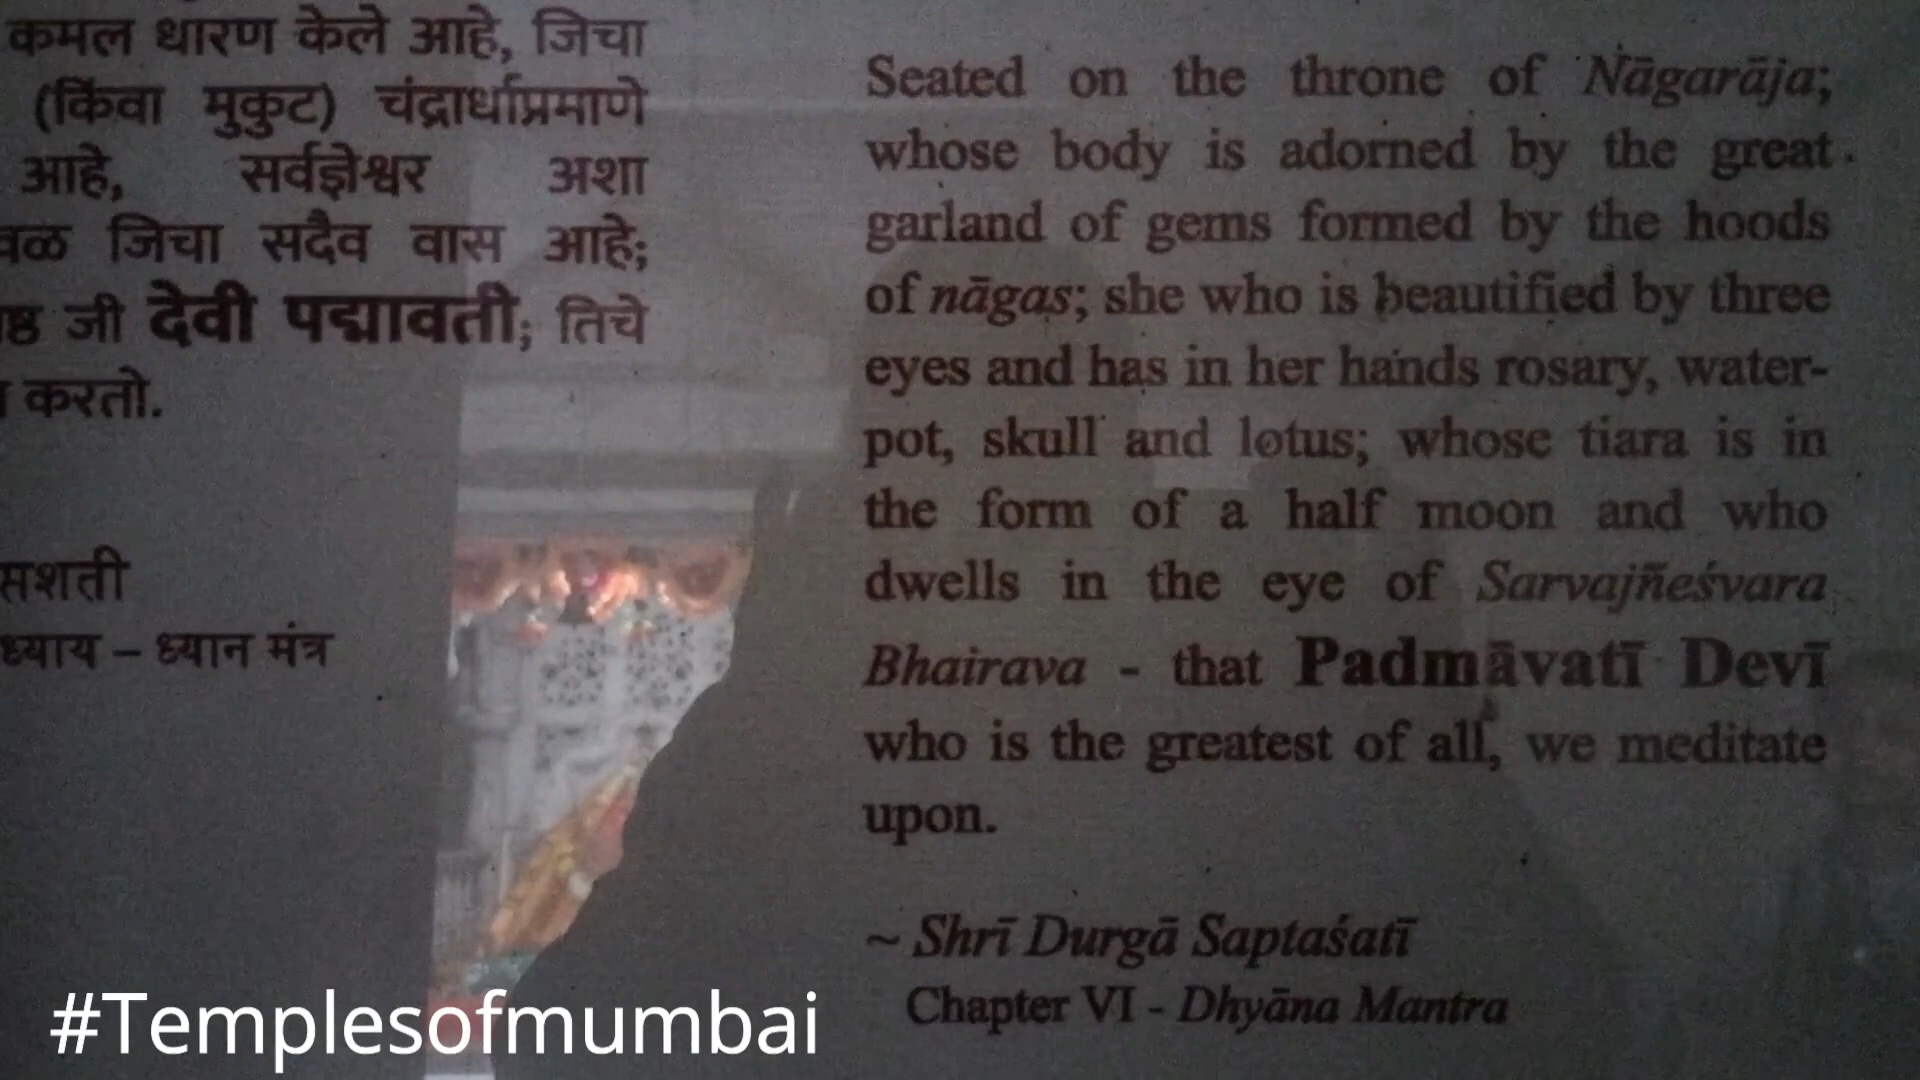 कमल धारण केले आहे, जिचा
(किंवा मुकुट) चंद्रार्धाप्रमाणे
आहे, सर्वज्ञेश्वर अशा
जिचा सदैव वास आहे;
जी देवी पद्मावती; तिचे
करतो.
सशती
ध्याय – ध्यान मंत्र
Seated on the throne of Nāgarāja;
whose body is adorned by the great
garland of gems formed by the hoods
of nāgas; she who is beautified by three
eyes and has in her hands rosary, water-
pot, skull and lotus; whose tiara is in
the form of a half moon and who
dwells in the eye of Sarvajñeśvara
Bhairava - that Padmāvatī Devī
who is the greatest of all, we meditate
upon.
~ Shrī Durgā Saptaśatī
Chapter VI - Dhyāna Mantra
#Templesofmumbai